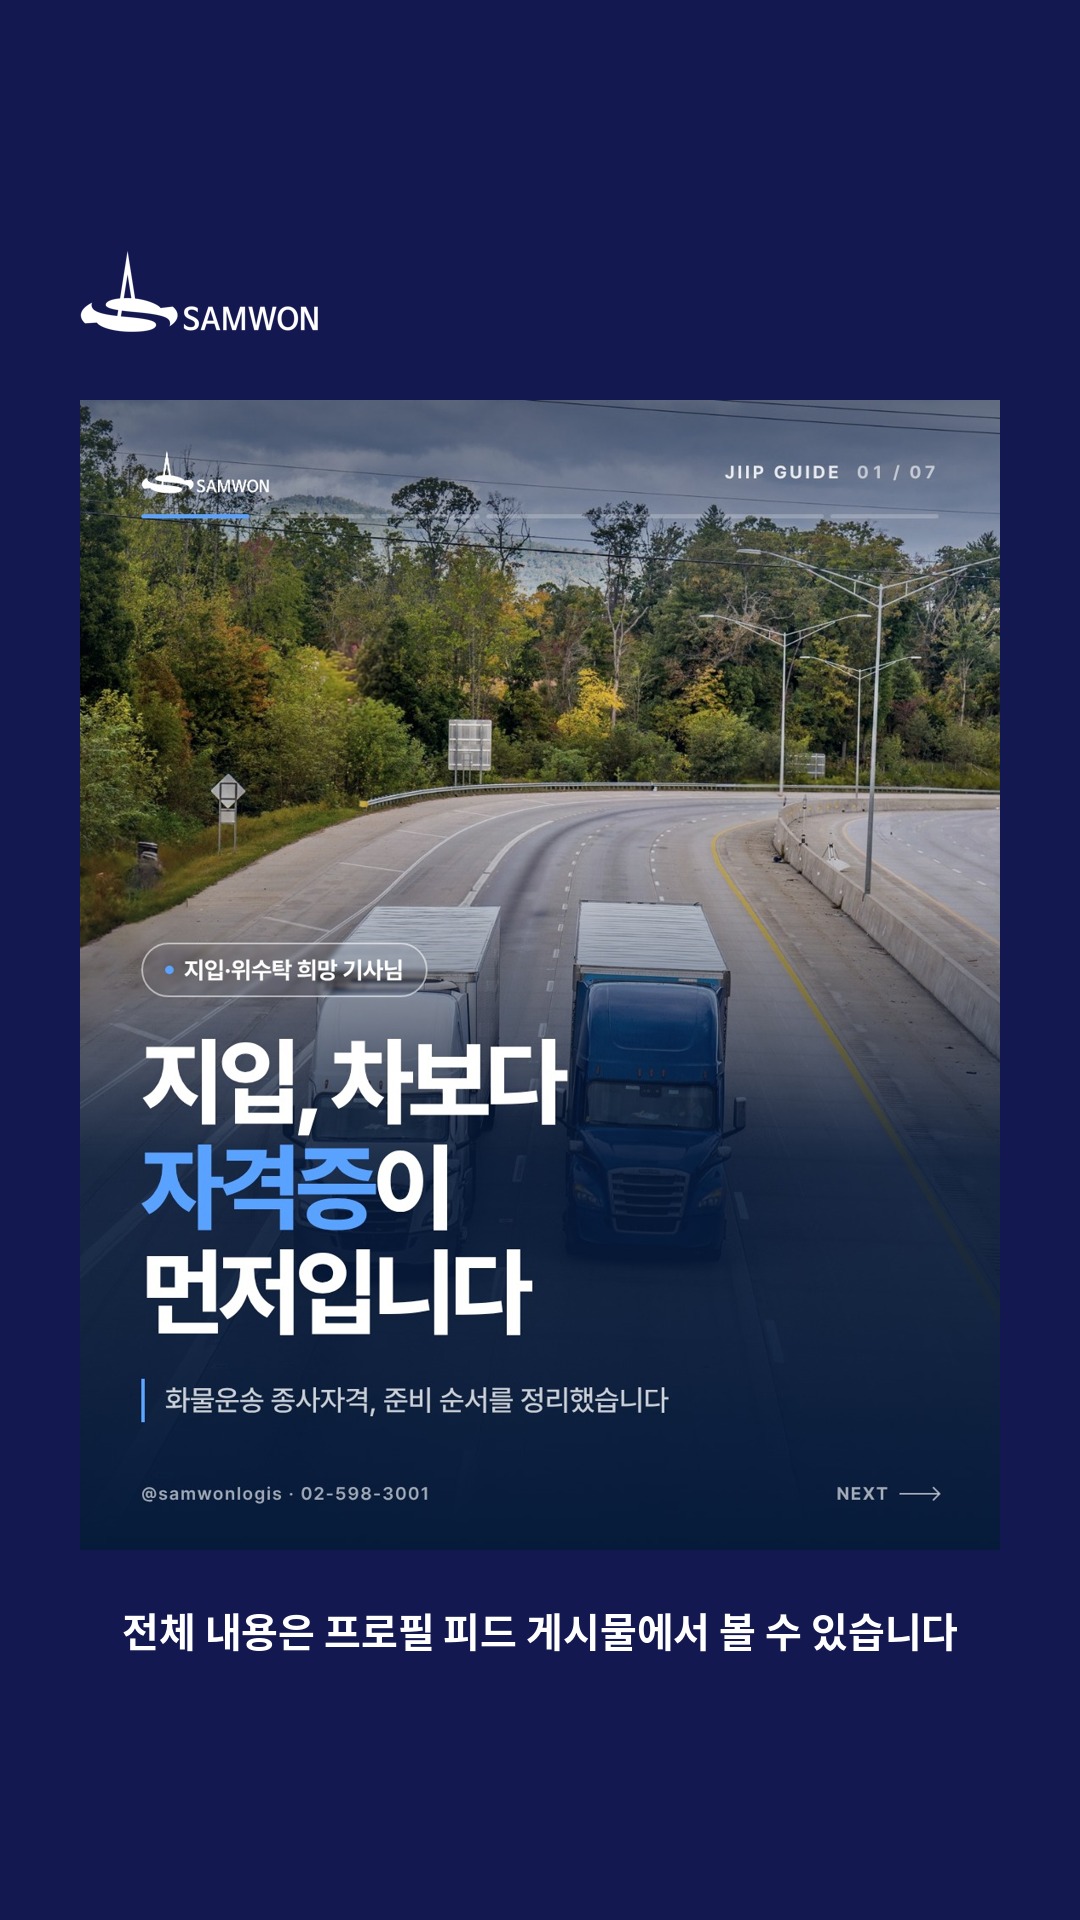 SAMWON
SAMWON
JIIP GUIDE 01 / 07
지입·위수탁 희망 기사님
지입, 차보다
자격증이
먼저입니다
화물운송 종사자격, 준비 순서를 정리했습니다
@samwonlogis · 02-598-3001
NEXT
전체 내용은 프로필 피드 게시물에서 볼 수 있습니다